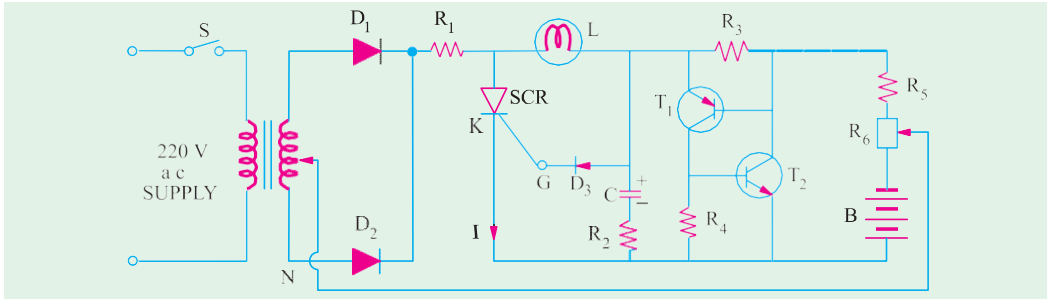 S
D1
R1
L
R3
SCR
K
T1
R5
R6
220 V
a c
SUPPLY
G
D3
C
+
–
T2
B
D2
I
R2
R4
N